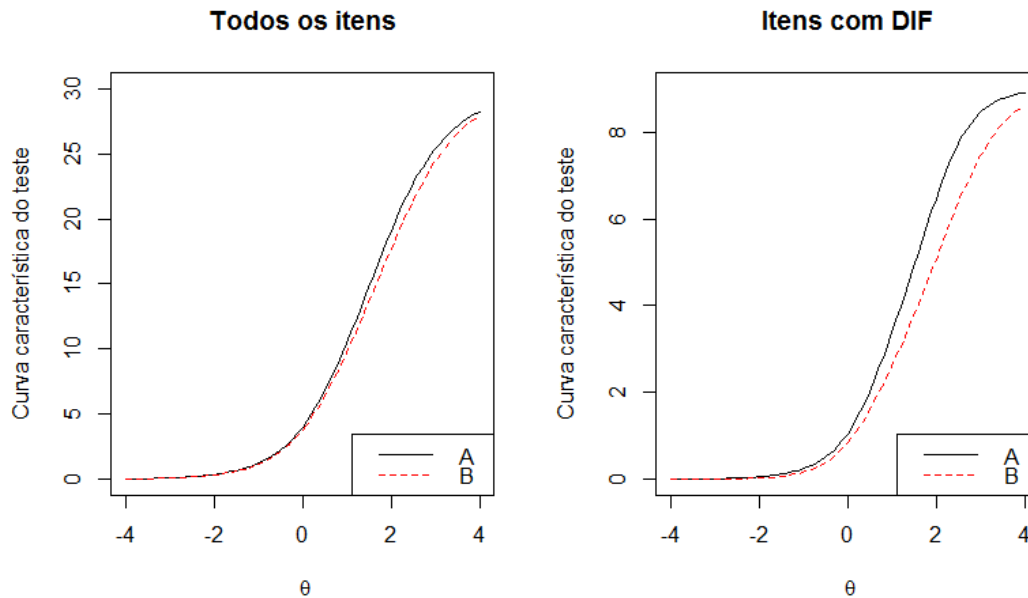 Todos os itens
Curva característica do teste
30
25
20
15
10
5
0
-4 -2 0 2 4
θ
A
B
Itens com DIF
Curva característica do teste
8
6
4
2
0
-4 -2 0 2 4
θ
A
B